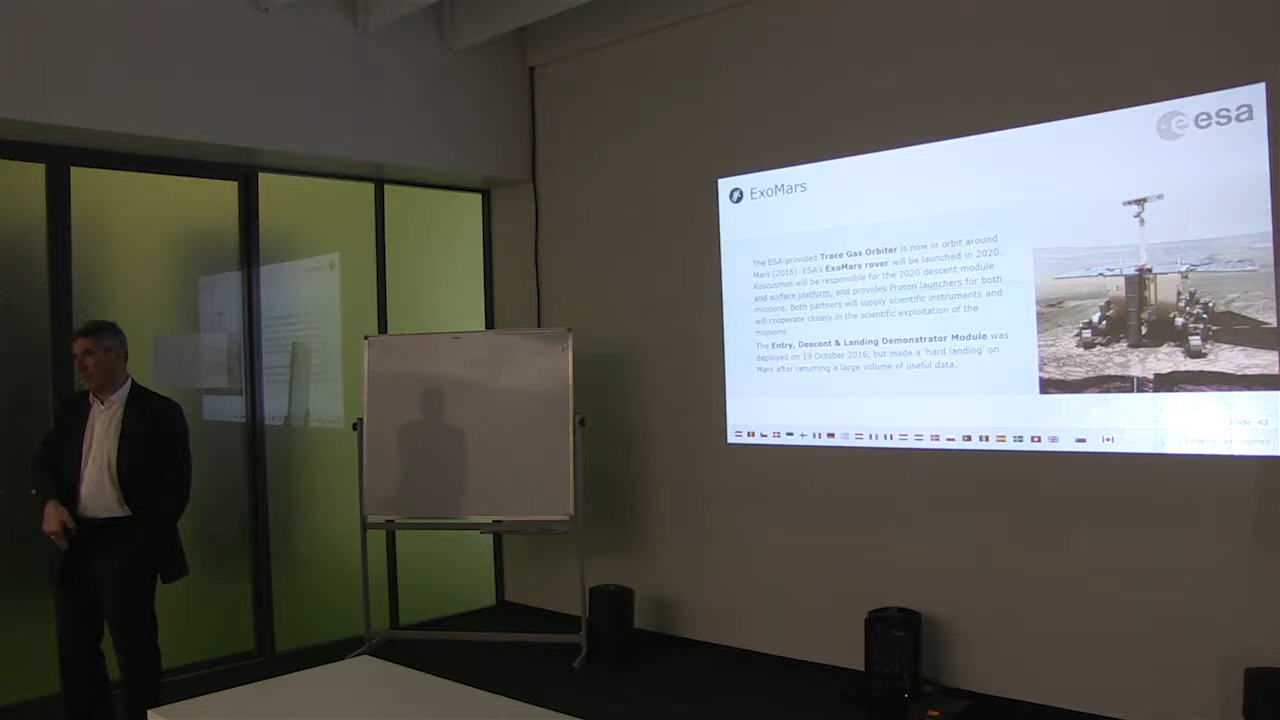 esa
ExoMars
The ESA-provided Trace Gas Orbiter is now in orbit around
Mars (2016). ESA's ExoMars rover will be launched in 2020.
Roscosmos will be responsible for the 2020 descent module
and surface platform, and provides Proton launchers for both
missions. Both partners will supply scientific instruments and
will cooperate closely in the scientific exploitation of the
missions.
The Entry, Descent & Landing Demonstrator Module was
deployed on 19 October 2016, but made a 'hard landing' on
Mars after returning a large volume of useful data.